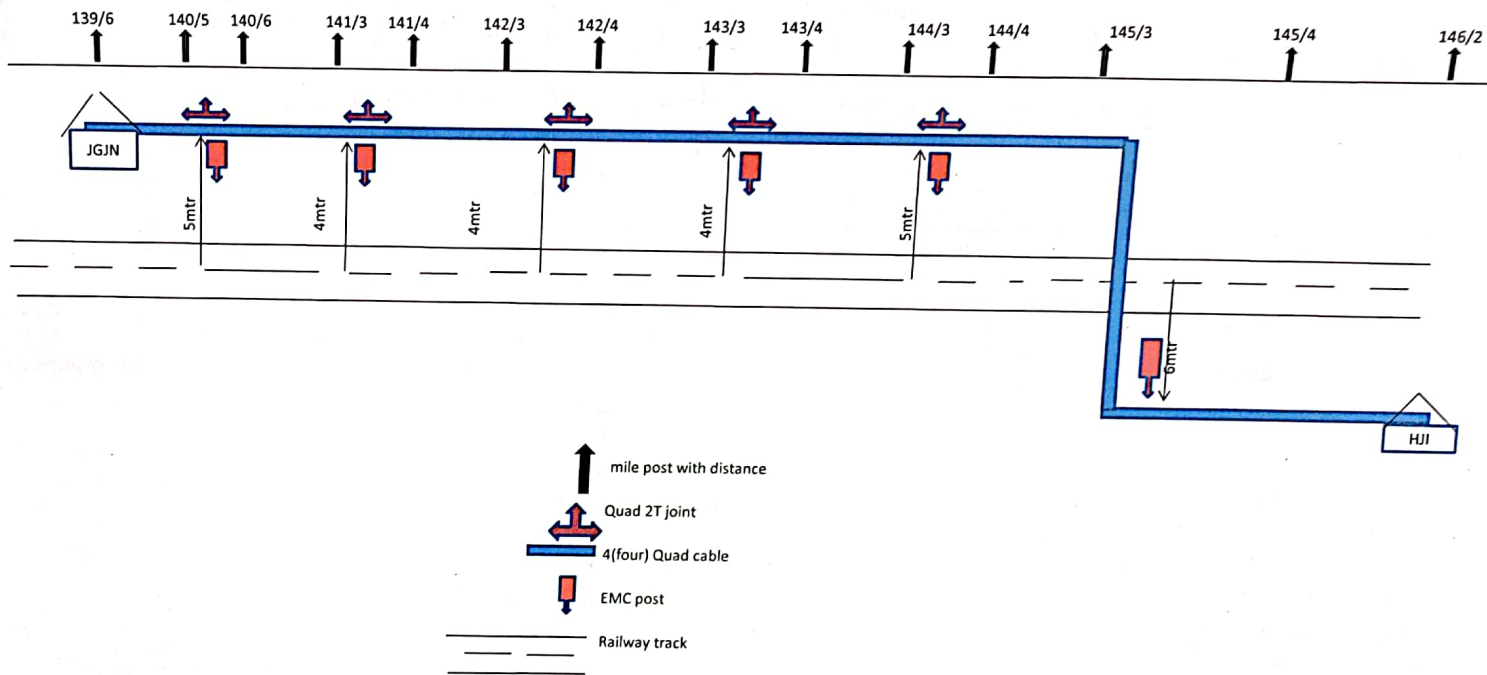 139/6 140/5 140/6 141/3 141/4 142/3 142/4 143/3 143/4 144/3 144/4 145/3 145/4 146/2
JGJN
5mtr
4mtr
4mtr
4mtr
5mtr
6mtr
HJI
mile post with distance
Quad 2T joint
4(four) Quad cable
EMC post
Railway track